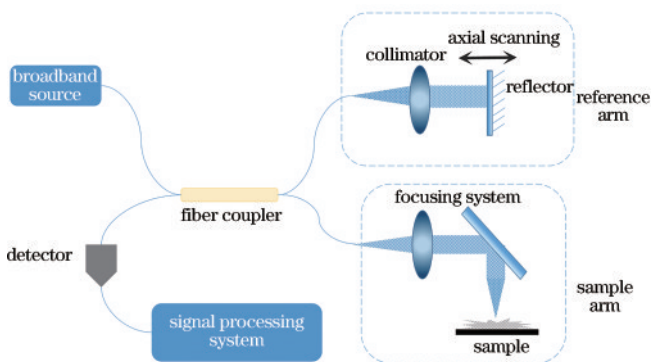 broadband
source
collimator
axial scanning
reflector
reference
arm
fiber coupler
focusing system
detector
sample
arm
signal processing
system
sample